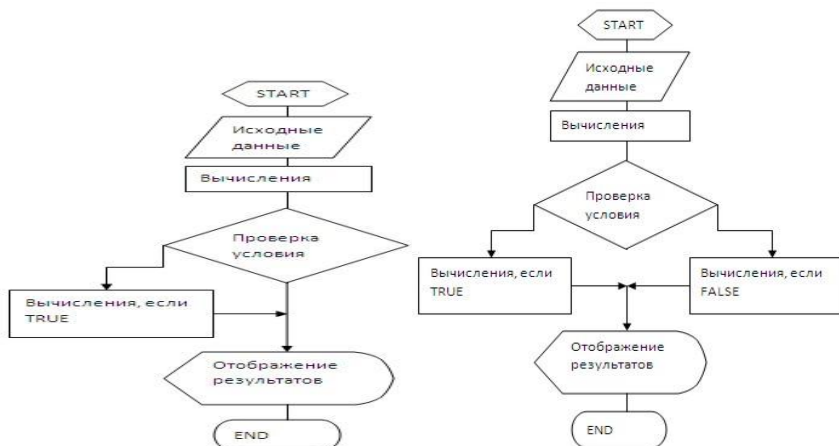 START
Исходные
данные
Вычисления
Проверка
условия
Вычисления, если
TRUE
Отображение
результатов
END
START
Исходные
данные
Вычисления
Проверка
условия
Вычисления, если
TRUE
Вычисления, если
FALSE
Отображение
результатов
END